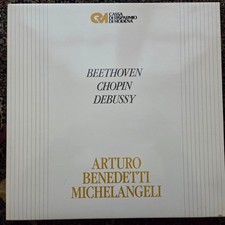 CASSA
DI RISPARMIO
DI MODENA
BEETHOVEN
CHOPIN
DEBUSSY
ARTURO
BENEDETTI
MICHELANGELI